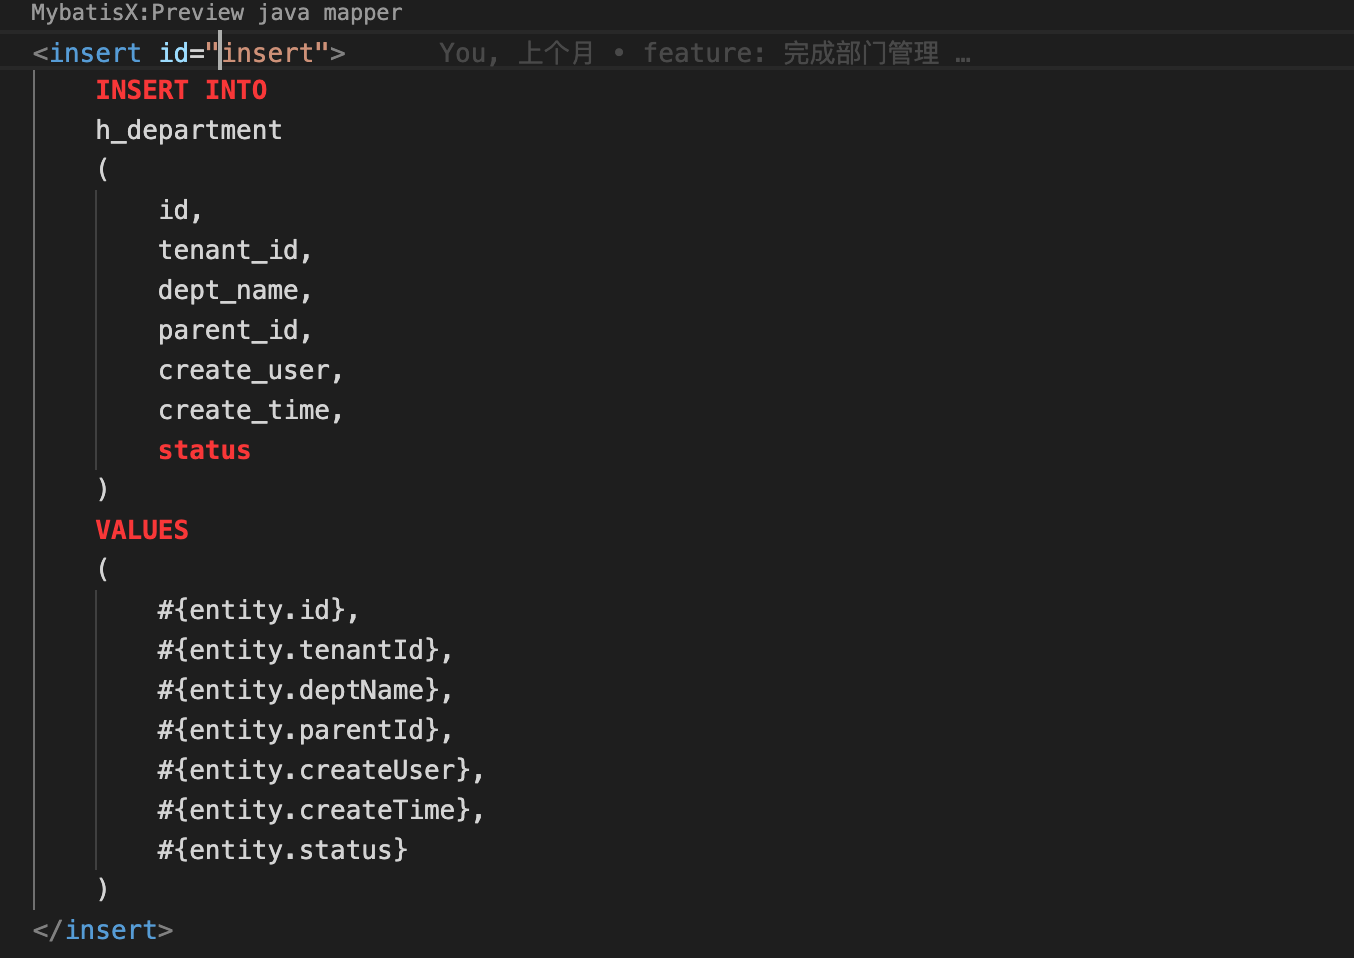 MybatisX:Preview java mapper
<insert id="insert"> You, 上个月 • feature: 完成部门管理 …
INSERT INTO
h_department
(
id,
tenant_id,
dept_name,
parent_id,
create_user,
create_time,
status
)
VALUES
(
#{entity.id},
#{entity.tenantId},
#{entity.deptName},
#{entity.parentId},
#{entity.createUser},
#{entity.createTime},
#{entity.status}
)
</insert>